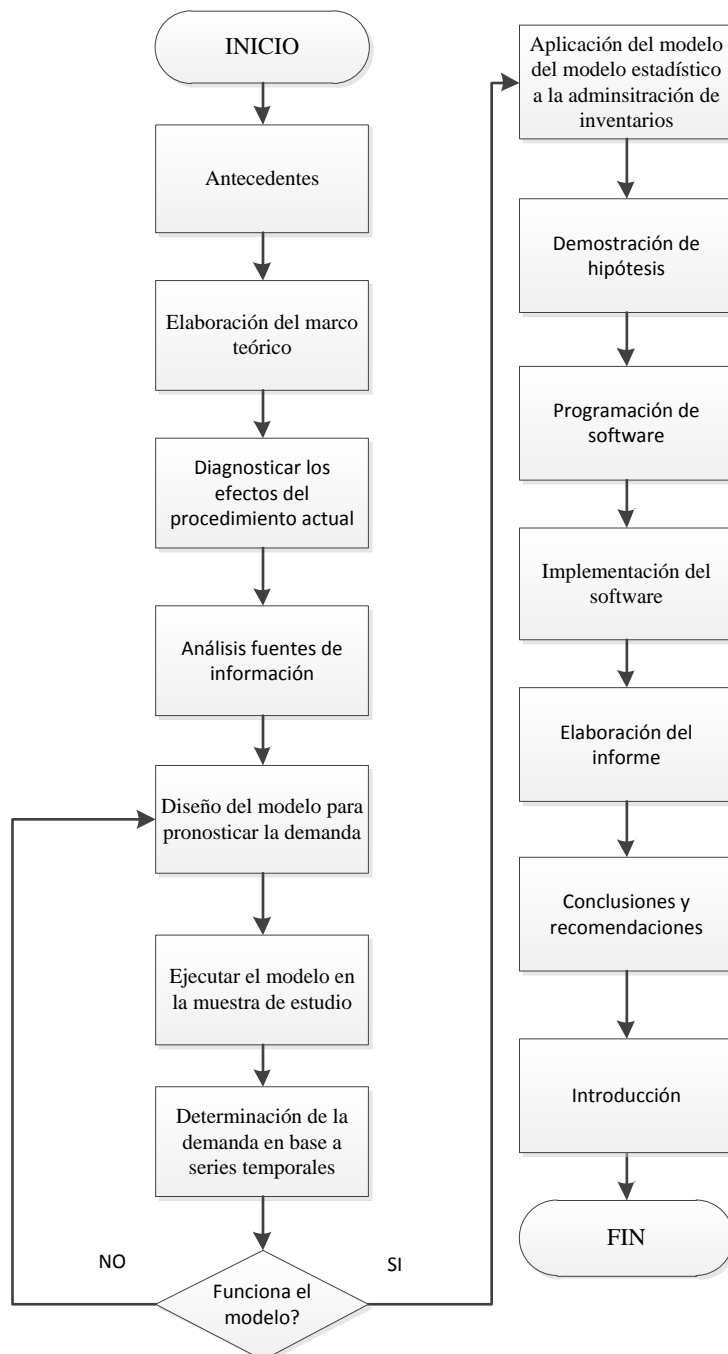 INICIO
Antecedentes
Elaboración del marco
teórico
Diagnosticar los
efectos del
procedimiento actual
Análisis fuentes de
información
Diseño del modelo para
pronosticar la demanda
Ejecutar el modelo en
la muestra de estudio
Determinación de la
demanda en base a
series temporales
NO
Funciona el
modelo?
SI
Aplicación del modelo
del modelo estadístico
a la adminsitración de
inventarios
Demostración de
hipótesis
Programación de
software
Implementación del
software
Elaboración del
informe
Conclusiones y
recomendaciones
Introducción
FIN